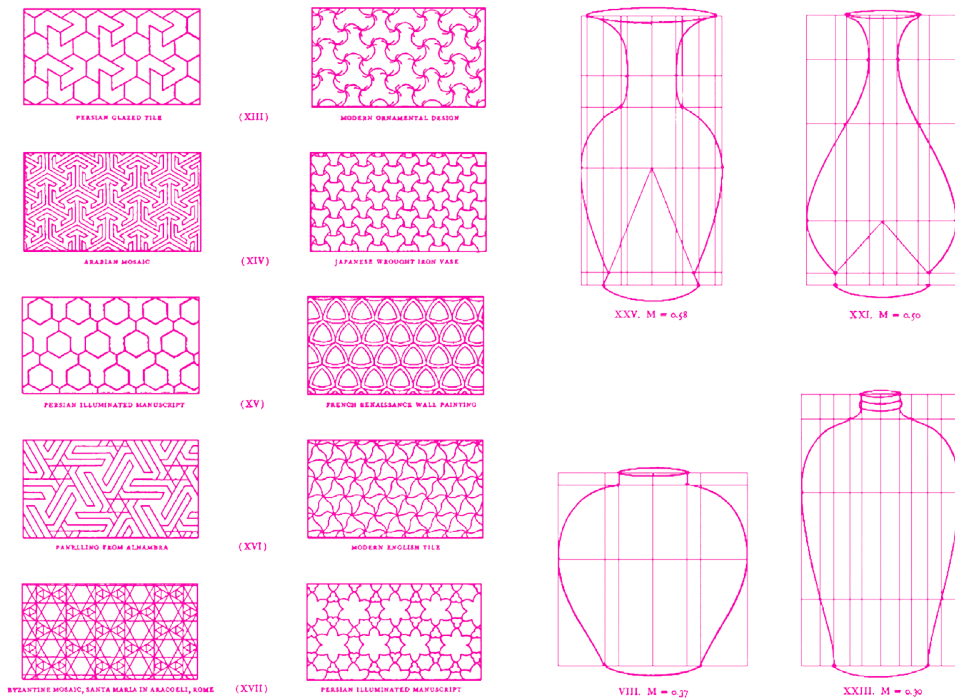 PERSIAN GLAZED TILE (XIII) MODERN ORNAMENTAL DESIGN
ARABIAN MOSAIC (XIV) JAPANESE WROUGHT IRON VASE
PERSIAN ILLUMINATED MANUSCRIPT (XV) FRENCH RENAISSANCE WALL PAINTING
PANELLING FROM ALHAMBRA (XVI) MODERN ENGLISH TILE
BYZANTINE MOSAIC, SANTA MARIA IN ARACOELI, ROME (XVII) PERSIAN ILLUMINATED MANUSCRIPT
XXV. M = 0.58
XXI. M = 0.50
VIII. M = 0.37
XXIII. M = 0.30